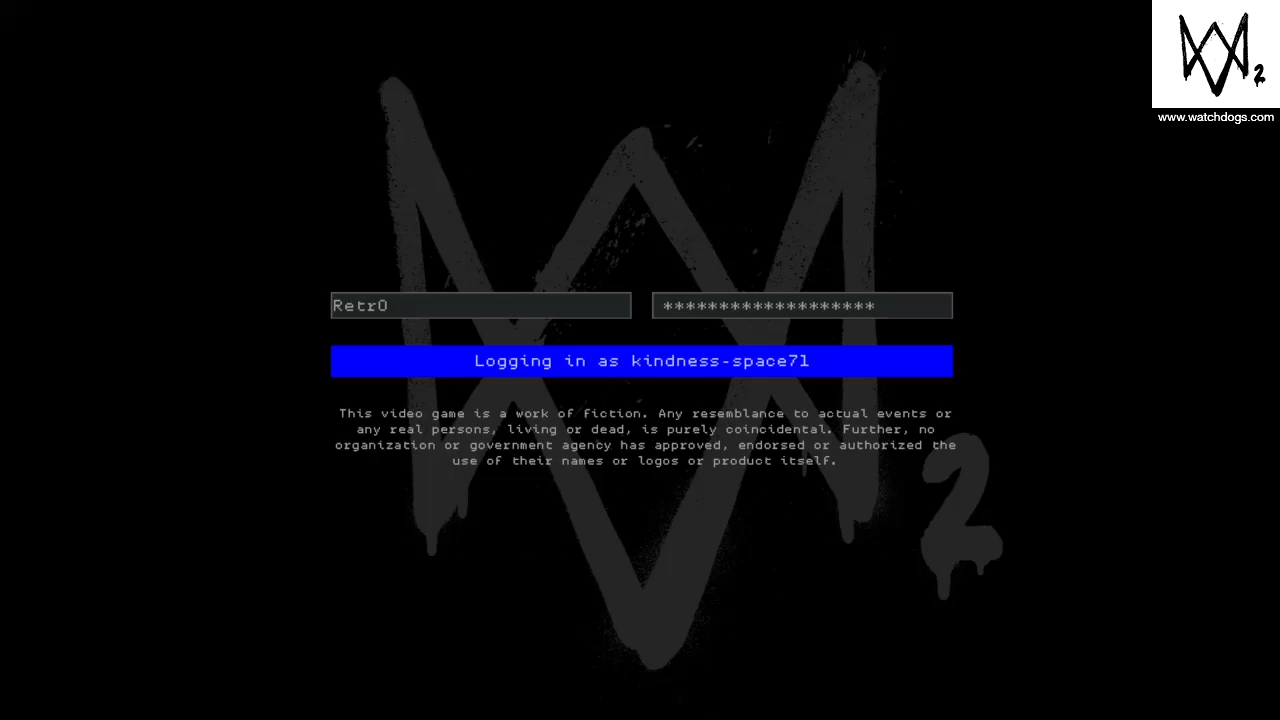 2
www.watchdogs.com
Retr0
*******************
Logging in as kindness-space71
This video game is a work of fiction. Any resemblance to actual events or
any real persons, living or dead, is purely coincidental. Further, no
organization or government agency has approved, endorsed or authorized the
use of their names or logos or product itself.
2